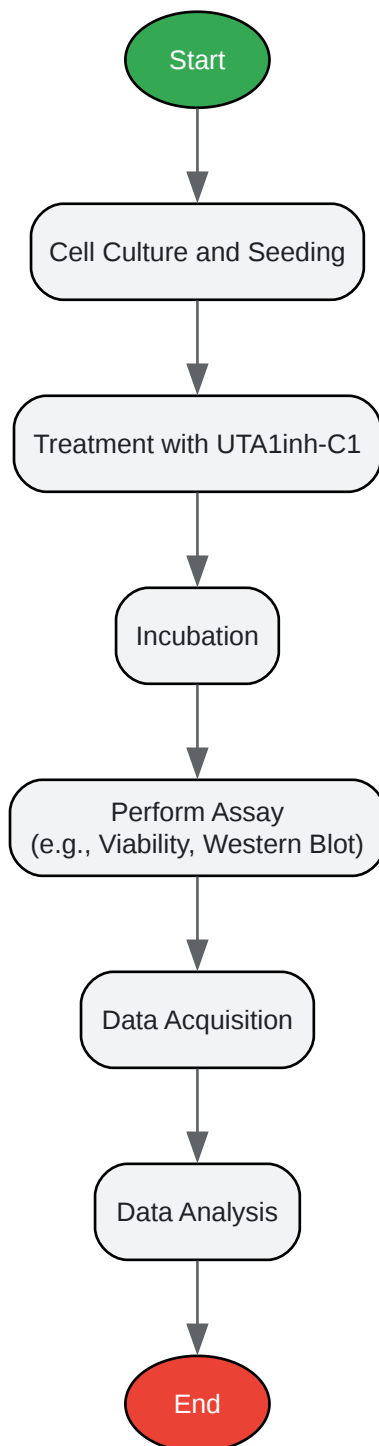 Start
Cell Culture and Seeding
Treatment with UTA1inh-C1
Incubation
Perform Assay
(e.g., Viability, Western Blot)
Data Acquisition
Data Analysis
End